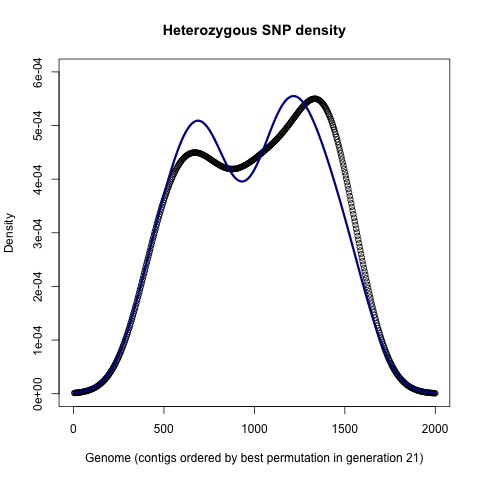 Heterozygous SNP density
Density
6e-04
5e-04
4e-04
3e-04
2e-04
1e-04
0e+00
0 500 1000 1500 2000
Genome (contigs ordered by best permutation in generation 21)